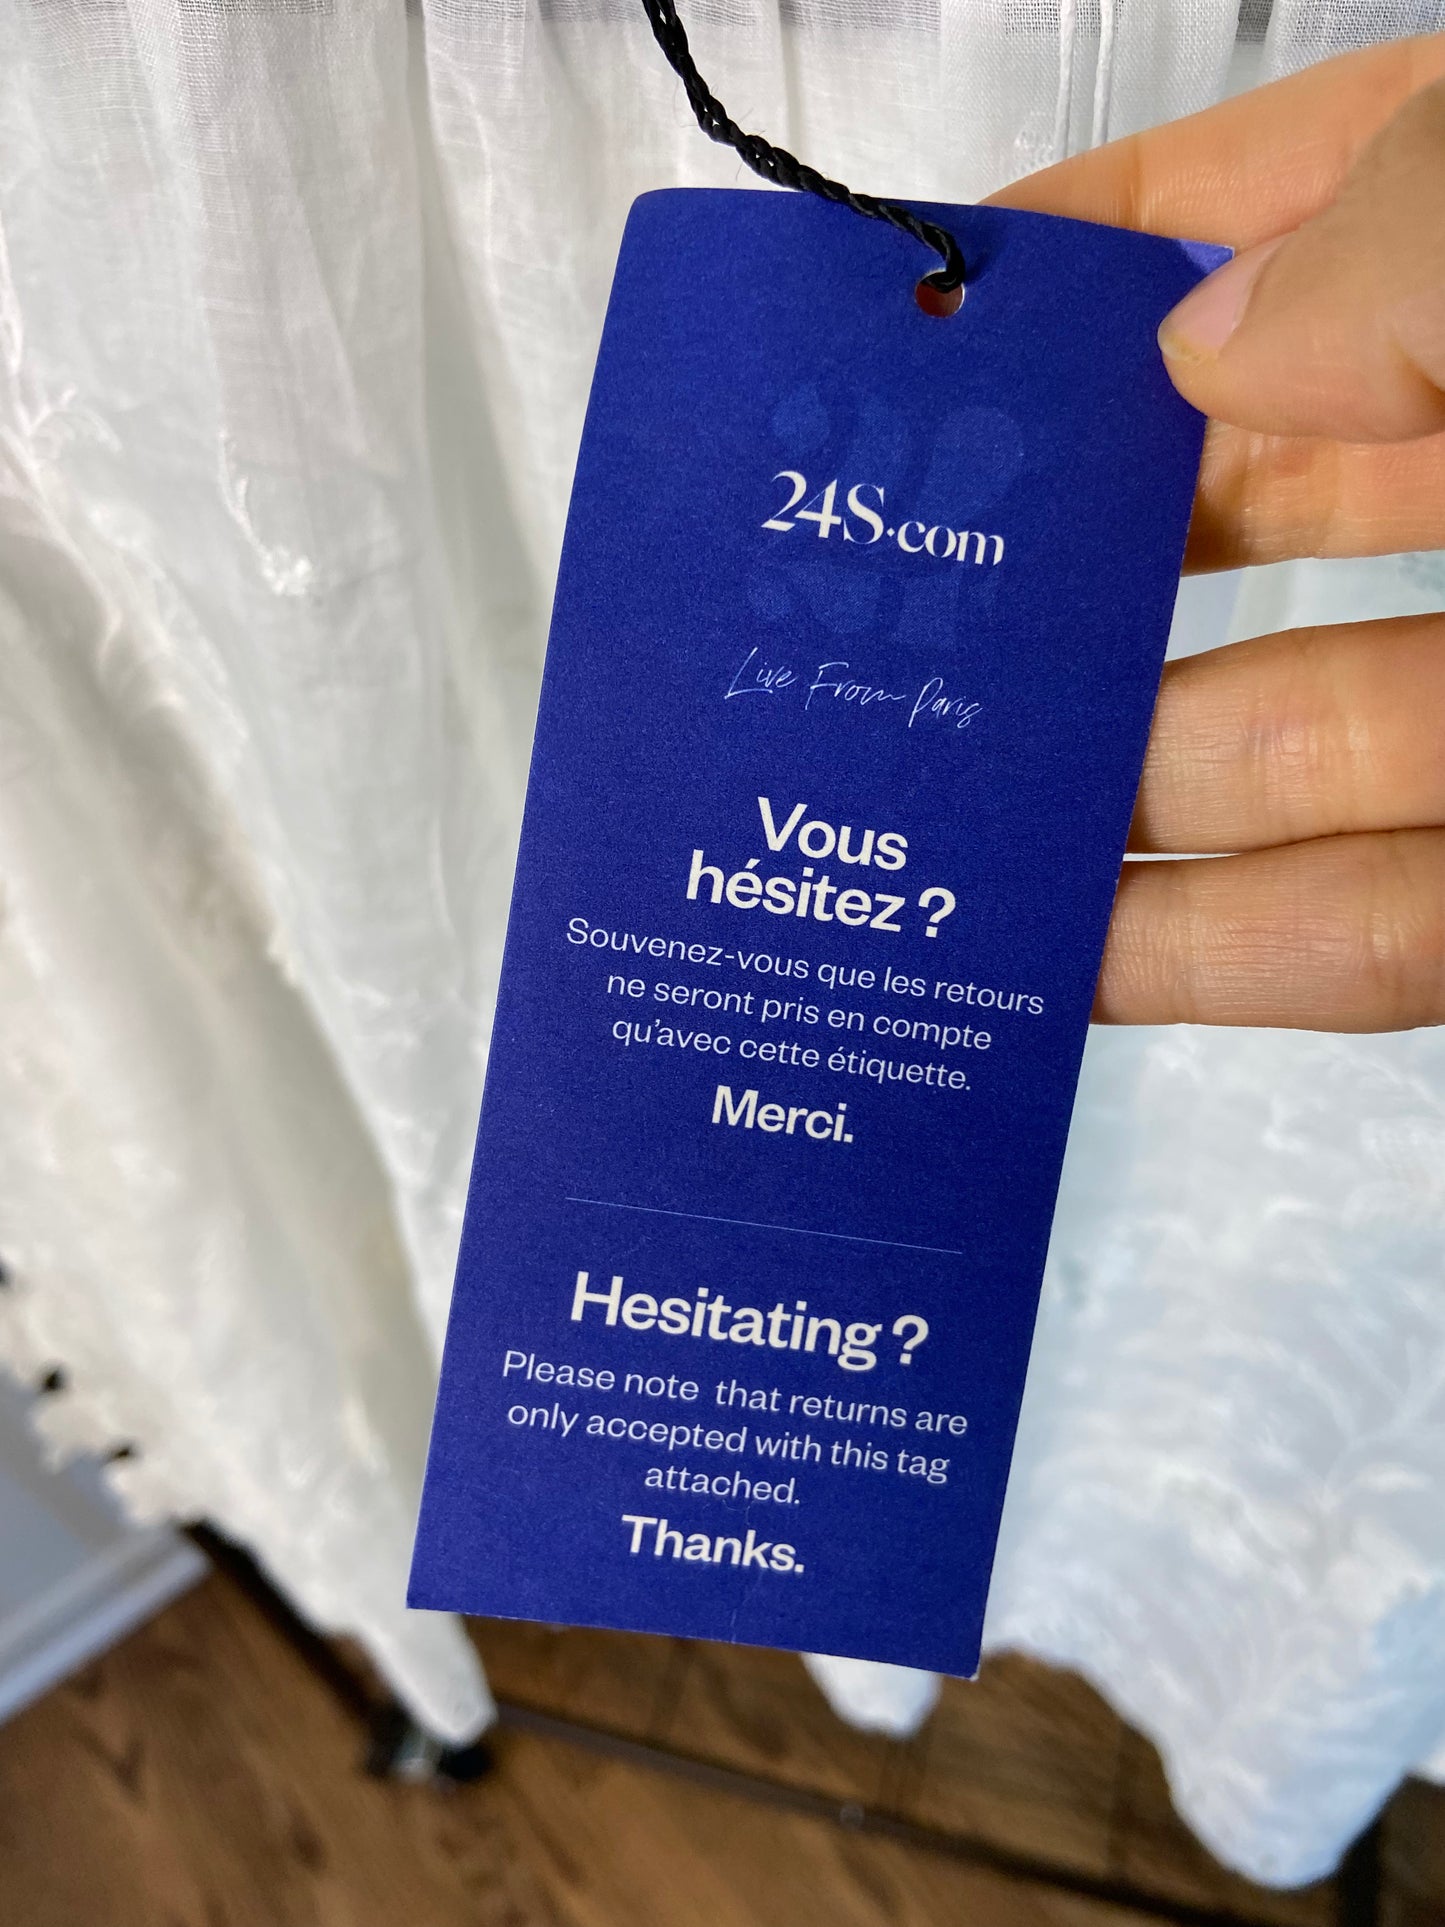 24S.com
Live From Paris
Vous
hésitez ?
Souvenez-vous que les retours
ne seront pris en compte
qu'avec cette étiquette.
Merci.
Hesitating ?
Please note that returns are
only accepted with this tag
attached.
Thanks.